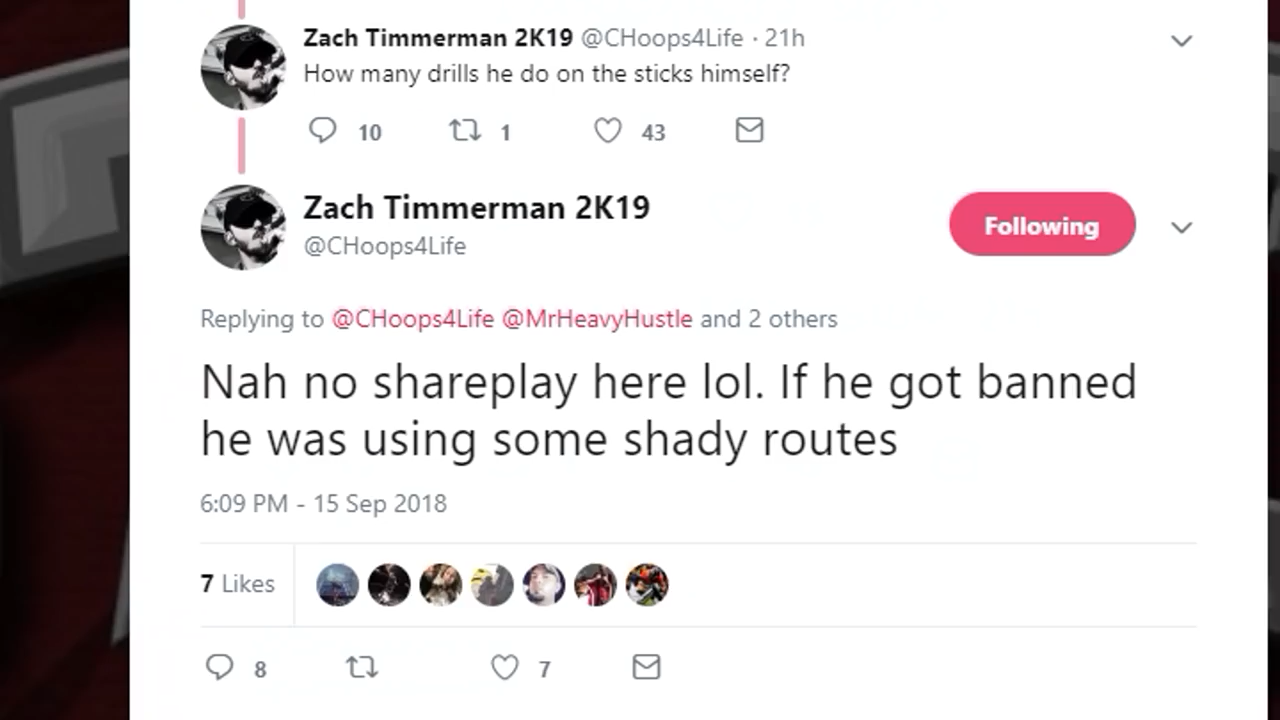 Zach Timmerman 2K19 @CHoops4Life · 21h
How many drills he do on the sticks himself?
10 1 43
Zach Timmerman 2K19
@CHoops4Life
Following
Replying to @CHoops4Life @MrHeavyHustle and 2 others
Nah no shareplay here lol. If he got banned
he was using some shady routes
6:09 PM - 15 Sep 2018
7 Likes
8 7